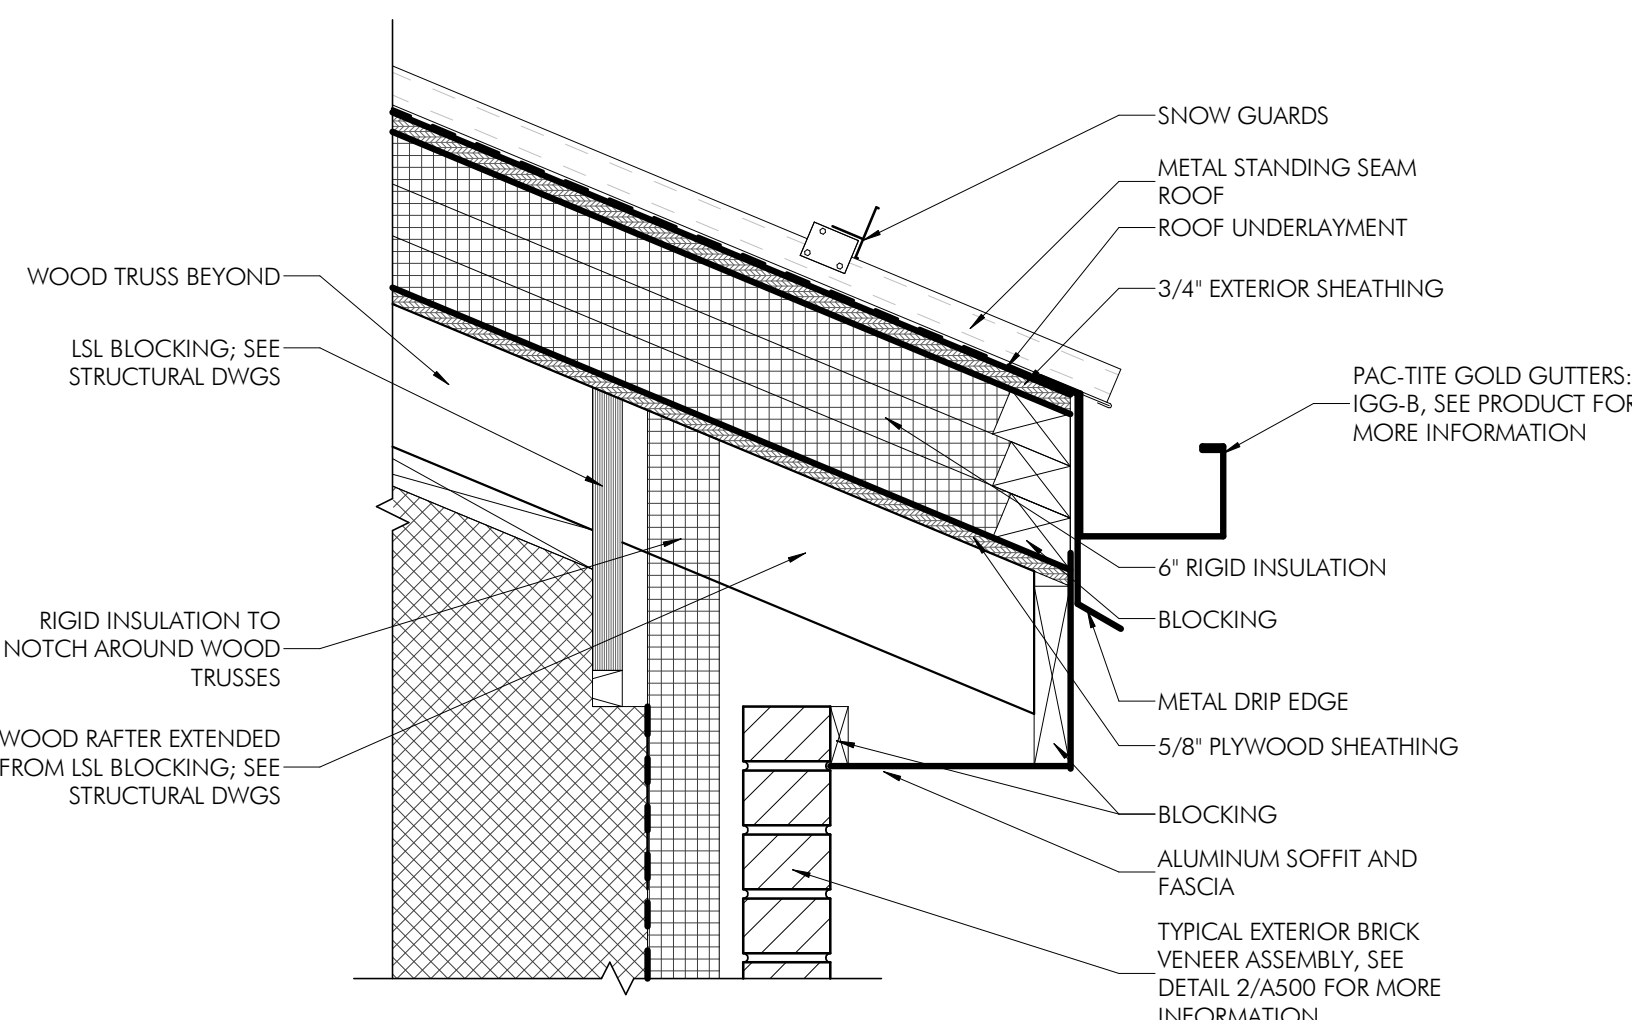 SNOW GUARDS
METAL STANDING SEAM
ROOF
ROOF UNDERLAYMENT
3/4" EXTERIOR SHEATHING
PAC-TITE GOLD GUTTERS:
IGG-B, SEE PRODUCT FOR
MORE INFORMATION
6" RIGID INSULATION
BLOCKING
METAL DRIP EDGE
5/8" PLYWOOD SHEATHING
BLOCKING
ALUMINUM SOFFIT AND
FASCIA
TYPICAL EXTERIOR BRICK
VENEER ASSEMBLY, SEE
DETAIL 2/A500 FOR MORE
INFORMATION
WOOD TRUSS BEYOND
LSL BLOCKING; SEE
STRUCTURAL DWGS
RIGID INSULATION TO
NOTCH AROUND WOOD
TRUSSES
WOOD RAFTER EXTENDED
FROM LSL BLOCKING; SEE
STRUCTURAL DWGS